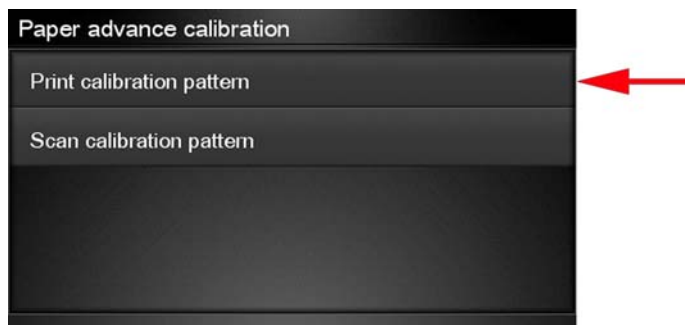 Paper advance calibration
Print calibration pattern
Scan calibration pattern